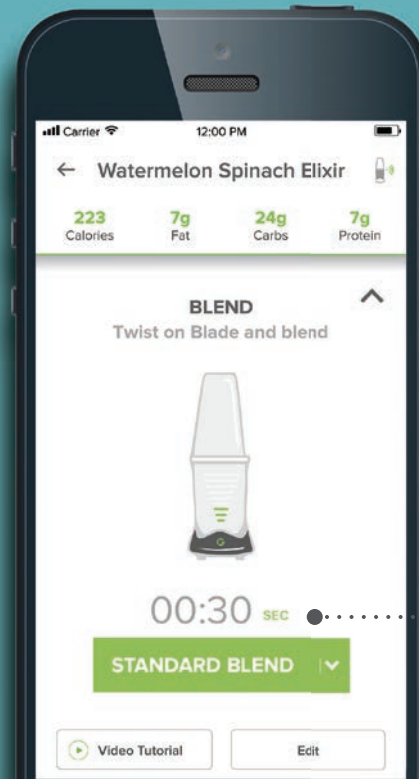 Carrier 12:00 PM
Watermelon Spinach Elixir
223 7g 24g 7g
Calories Fat Carbs Protein
BLEND
Twist on Blade and blend
G
00:30 SEC
STANDARD BLEND
Video Tutorial Edit